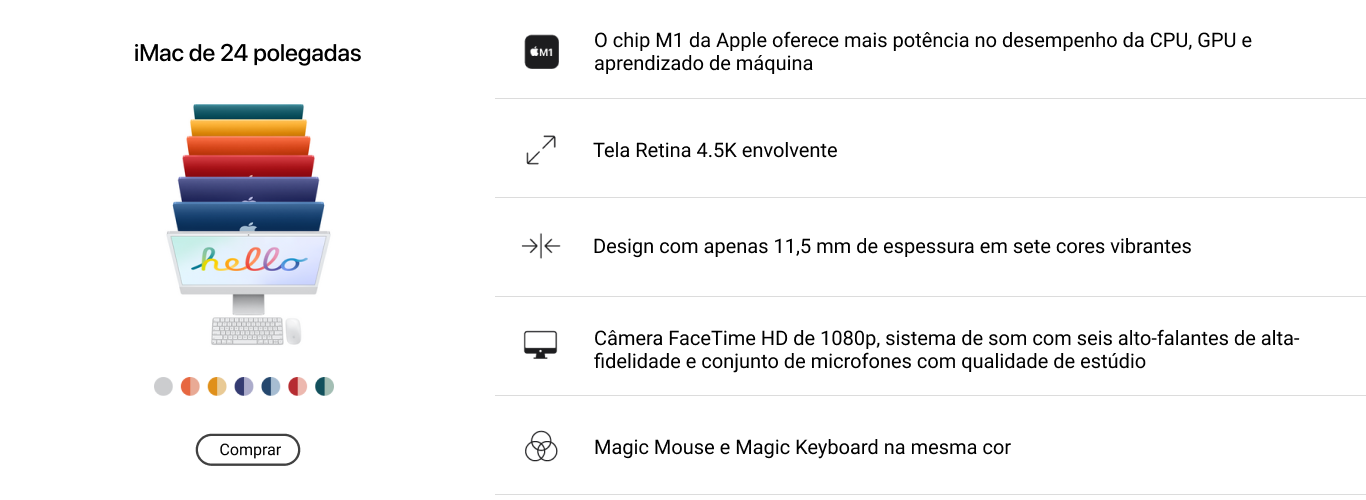 iMac de 24 polegadas
hello
Comprar
M1
O chip M1 da Apple oferece mais potência no desempenho da CPU, GPU e
aprendizado de máquina
Tela Retina 4.5K envolvente
Design com apenas 11,5 mm de espessura em sete cores vibrantes
Câmera FaceTime HD de 1080p, sistema de som com seis alto-falantes de alta-
fidelidade e conjunto de microfones com qualidade de estúdio
Magic Mouse e Magic Keyboard na mesma cor